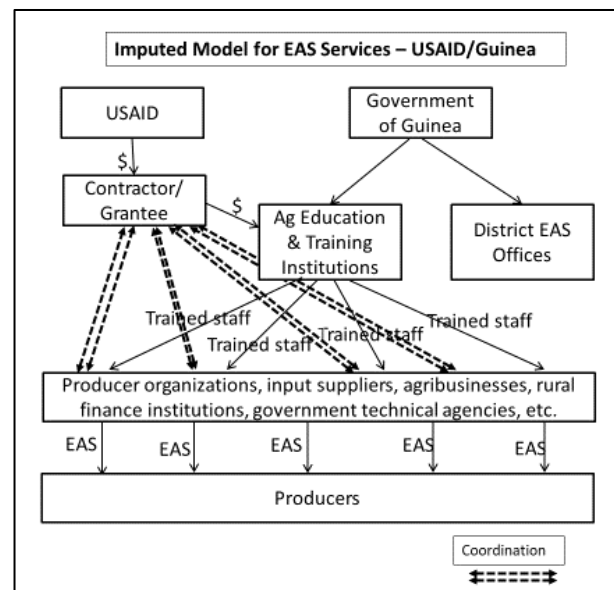 Imputed Model for EAS Services – USAID/Guinea
USAID
Government
of Guinea
$
Contractor/
Grantee
$
Ag Education
& Training
Institutions
District EAS
Offices
Trained staff
Trained staff
Trained staff
Trained staff
Producer organizations, input suppliers, agribusinesses, rural
finance institutions, government technical agencies, etc.
EAS
EAS
EAS
EAS
EAS
Producers
Coordination